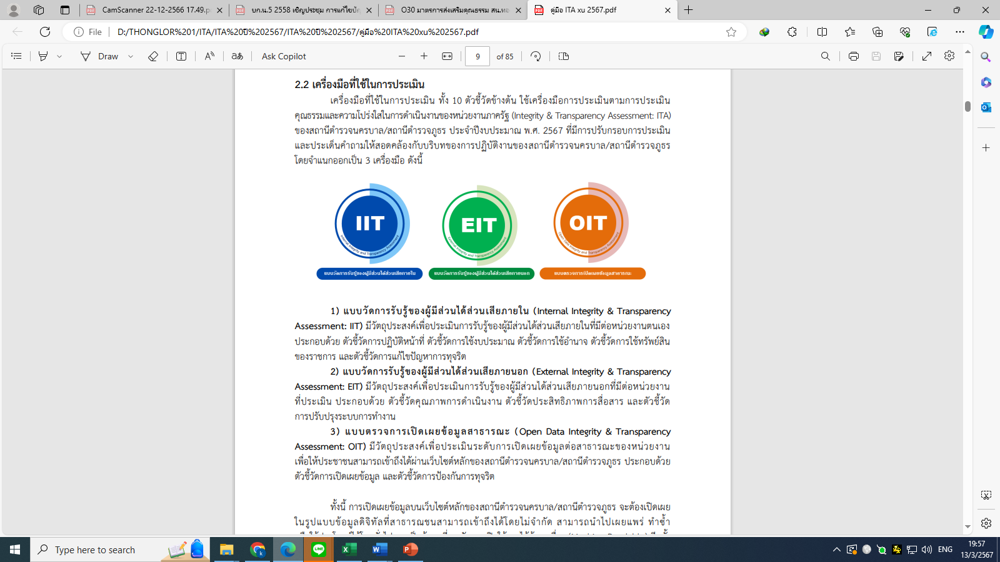 CamScanner 22-12-2566 17.49.p
บก.น.5 2558 เชิญประชุม การแก้ไขปั
O30 มาตรการส่งเสริมคุณธรรม สน.ทอ
คู่มือ ITA xu 2567.pdf
File
D:/THONGLOR%201/ITA/ITA%20ปี%202567/ITA%20ปี%202567/คู่มือ%20ITA%20xu%202567.pdf
Draw
Ask Copilot
9 of 85
2.2 เครื่องมือที่ใช้ในการประเมิน
เครื่องมือที่ใช้ในการประเมิน ทั้ง 10 ตัวชี้วัดข้างต้น ใช้เครื่องมือการประเมินตามการประเมิน
คุณธรรมและความโปร่งใสในการดำเนินงานของหน่วยงานภาครัฐ (Integrity & Transparency Assessment: ITA)
ของสถานีตำรวจนครบาล/สถานีตำรวจภูธร ประจำปีงบประมาณ พ.ศ. 2567 ที่มีการปรับกรอบการประเมิน
และประเด็นคำถามให้สอดคล้องกับบริบทของการปฏิบัติงานของสถานีตำรวจนครบาล/สถานีตำรวจภูธร
โดยจำแนกออกเป็น 3 เครื่องมือ ดังนี้
IIT
Internal Integrity and Transparency Assessment
EIT
External Integrity and Transparency Assessment
OIT
Open Data Integrity and Transparency Assessment
แบบวัดการรับรู้ของผู้มีส่วนได้ส่วนเสียภายใน
แบบวัดการรับรู้ของผู้มีส่วนได้ส่วนเสียภายนอก
แบบตรวจการเปิดเผยข้อมูลสาธารณะ
1) แบบวัดการรับรู้ของผู้มีส่วนได้ส่วนเสียภายใน (Internal Integrity & Transparency
Assessment: IIT) มีวัตถุประสงค์เพื่อประเมินการรับรู้ของผู้มีส่วนได้ส่วนเสียภายในที่มีต่อหน่วยงานตนเอง
ประกอบด้วย ตัวชี้วัดการปฏิบัติหน้าที่ ตัวชี้วัดการใช้งบประมาณ ตัวชี้วัดการใช้อำนาจ ตัวชี้วัดการใช้ทรัพย์สิน
ของราชการ และตัวชี้วัดการแก้ไขปัญหาการทุจริต
2) แบบวัดการรับรู้ของผู้มีส่วนได้ส่วนเสียภายนอก (External Integrity & Transparency
Assessment: EIT) มีวัตถุประสงค์เพื่อประเมินการรับรู้ของผู้มีส่วนได้ส่วนเสียภายนอกที่มีต่อหน่วยงาน
ที่ประเมิน ประกอบด้วย ตัวชี้วัดคุณภาพการดำเนินงาน ตัวชี้วัดประสิทธิภาพการสื่อสาร และตัวชี้วัด
การปรับปรุงระบบการทำงาน
3) แบบตรวจการเปิดเผยข้อมูลสาธารณะ (Open Data Integrity & Transparency
Assessment: OIT) มีวัตถุประสงค์เพื่อประเมินระดับการเปิดเผยข้อมูลต่อสาธารณะของหน่วยงาน
เพื่อให้ประชาชนสามารถเข้าถึงได้ผ่านเว็บไซต์หลักของสถานีตำรวจนครบาล/สถานีตำรวจภูธร ประกอบด้วย
ตัวชี้วัดการเปิดเผยข้อมูล และตัวชี้วัดการป้องกันการทุจริต
ทั้งนี้ การเปิดเผยข้อมูลบนเว็บไซต์หลักของสถานีตำรวจนครบาล/สถานีตำรวจภูธร จะต้องเปิดเผย
ในรูปแบบข้อมูลดิจิทัลที่สาธารณชนสามารถเข้าถึงได้โดยไม่จำกัด สามารถนำไปเผยแพร่ ทำซ้ำ
Type here to search
ENG
19:57
13/3/2567